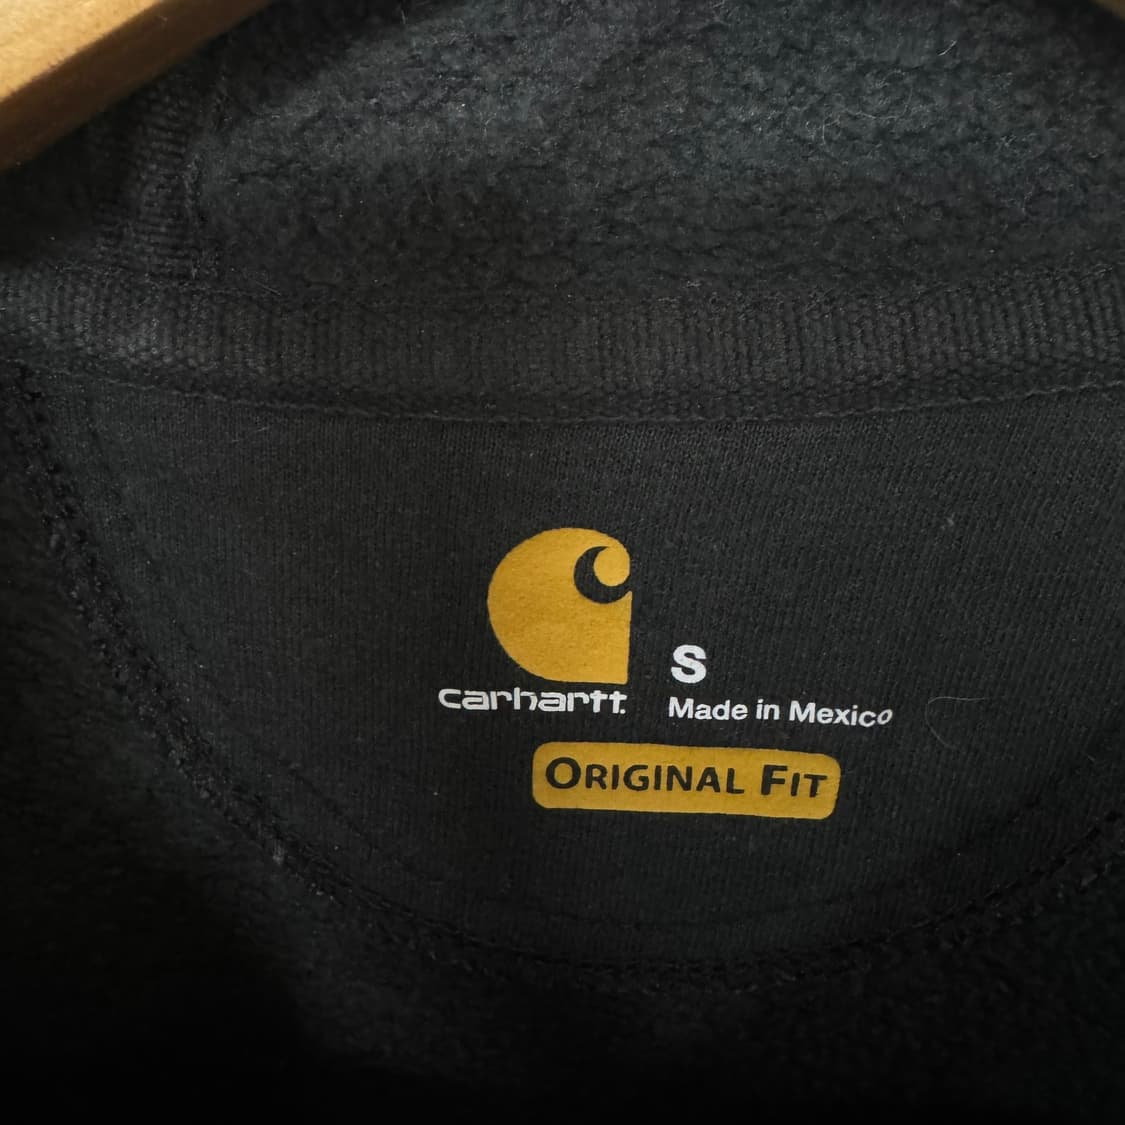 S
carhartt.
Made in Mexico
ORIGINAL FIT